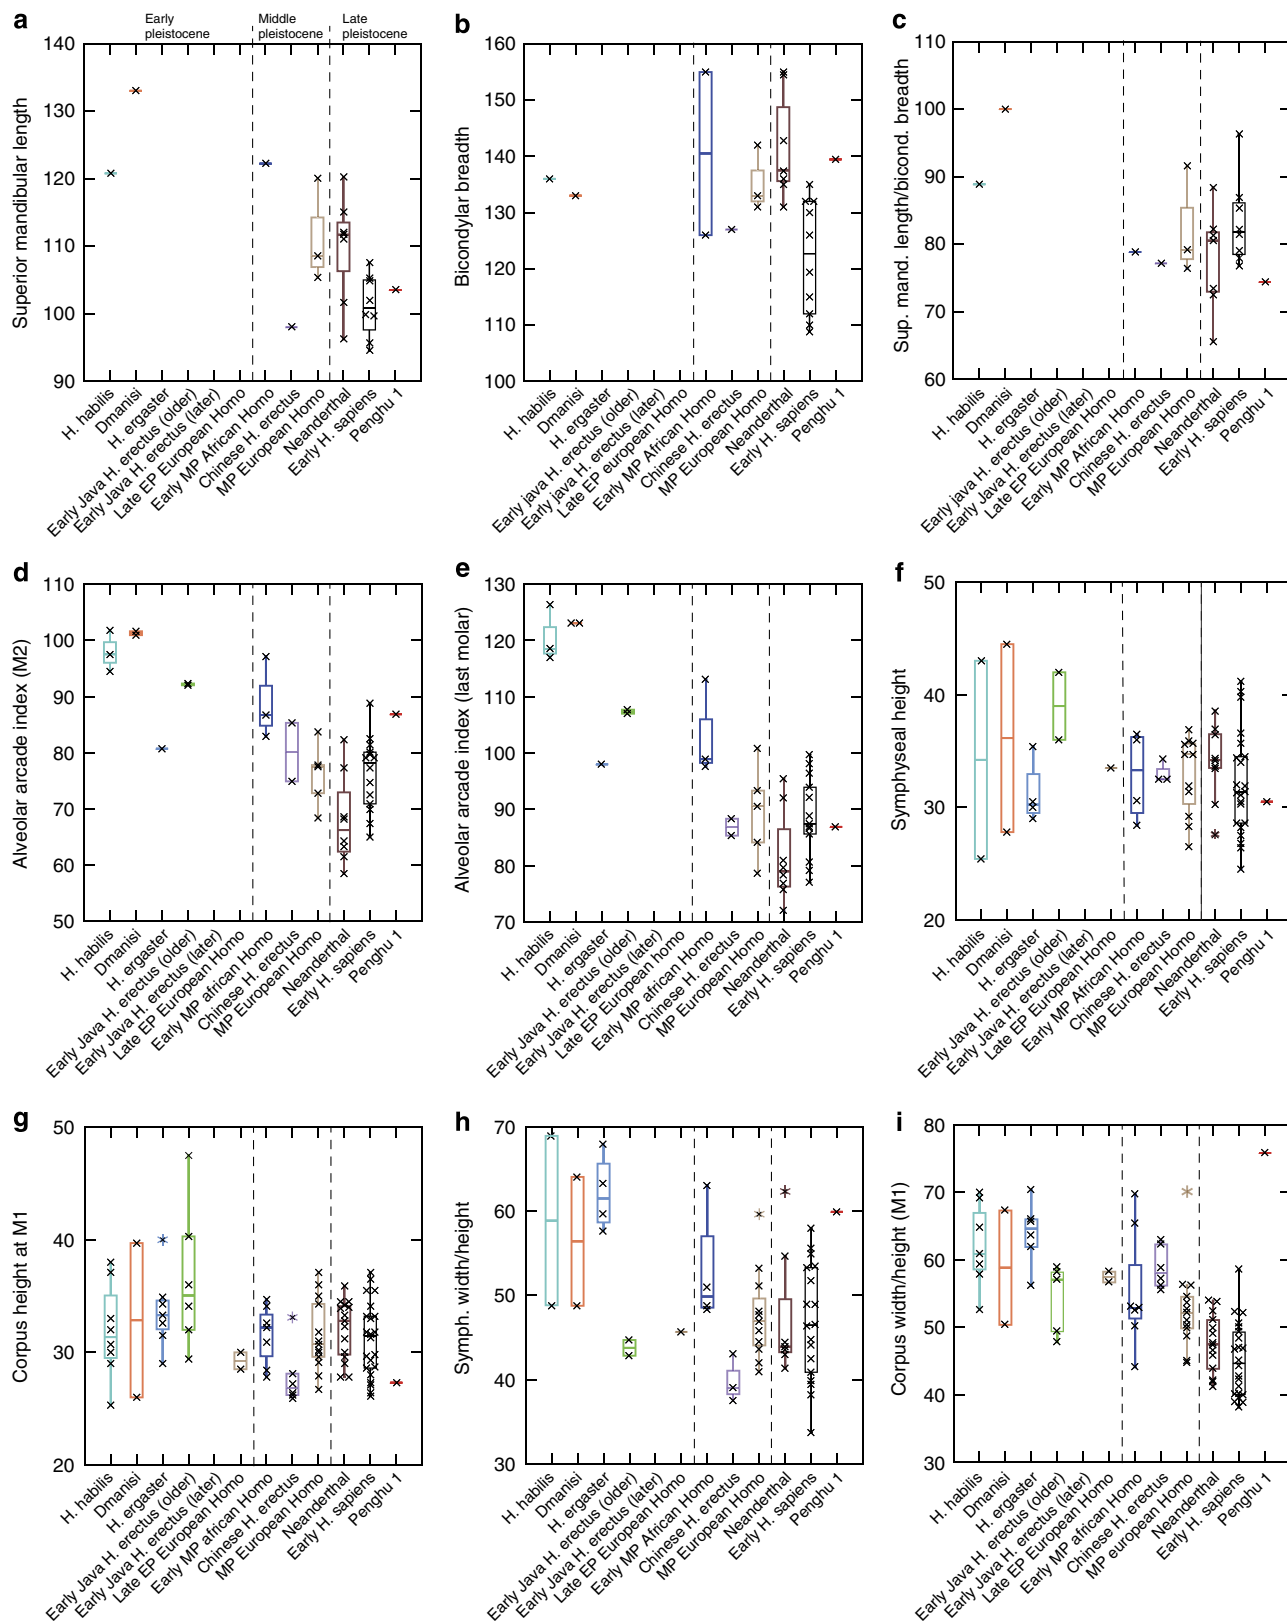 a
Early
pleistocene
Middle
pleistocene
Late
pleistocene
Superior mandibular length
140
130
120
110
100
90
H. habilis
Dmanisi
H. ergaster
Early Java H. erectus (older)
Early Java H. erectus (later)
Late EP European Homo
Early MP African Homo
Chinese H. erectus
MP European Homo
Neanderthal
Early H. sapiens
Penghu 1
b
Bicondylar breadth
160
150
140
130
120
110
100
H. habilis
Dmanisi
H. ergaster
Early java H. erectus (older)
Early java H. erectus (later)
Late EP european Homo
Early MP African Homo
Chinese H. erectus
MP European Homo
Neanderthal
Early H. sapiens
Penghu 1
c
Sup. mand. length/bicond. breadth
110
100
90
80
70
60
H. habilis
Dmanisi
H. ergaster
Early java H. erectus (older)
Early Java H. erectus (later)
Late EP European Homo
Early MP African Homo
Chinese H. erectus
MP European Homo
Neanderthal
Early H. sapiens
Penghu 1
d
Alveolar arcade index (M2)
110
100
90
80
70
60
50
H. habilis
Dmanisi
H. ergaster
Early Java H. erectus (older)
Early Java H. erectus (later)
Late EP European Homo
Early MP african Homo
Chinese H. erectus
MP European Homo
Neanderthal
Early H. sapiens
Penghu 1
e
Alveolar arcade index (last molar)
130
120
110
100
90
80
70
H. habilis
Dmanisi
H. ergaster
Early Java H. erectus (older)
Early Java H. erectus (later)
Late EP European homo
Early MP African Homo
Chinese H. erectus
MP European Homo
Neanderthal
Early H. sapiens
Penghu 1
f
Symphyseal height
50
40
30
20
H. habilis
Dmanisi
H. ergaster
Early Java H. erectus (older)
Early Java H. erectus (later)
Late EP European Homo
Early MP African Homo
Chinese H. erectus
MP European Homo
Neanderthal
Early H. sapiens
Penghu 1
g
Corpus height at M1
50
40
30
20
H. habilis
Dmanisi
H. ergaster
Early Java H. erectus (older)
Early Java H. erectus (later)
Late EP European Homo
Early MP african Homo
Chinese H. erectus
MP European Homo
Neanderthal
Early H. sapiens
Penghu 1
h
Symph. width/height
70
60
50
40
30
H. habilis
Dmanisi
H. ergaster
Early Java H. erectus (older)
Early Java H. erectus (later)
Late EP European Homo
Early MP African Homo
Chinese H. erectus
MP European Homo
Neanderthal
Early H. sapiens
Penghu 1
i
Corpus width/height (M1)
80
70
60
50
40
30
H. habilis
Dmanisi
H. ergaster
Early Java H. erectus (older)
Early Java H. erectus (later)
Late EP European Homo
Early MP African Homo
Chinese H. erectus
MP european Homo
Neanderthal
Early H. sapiens
Penghu 1